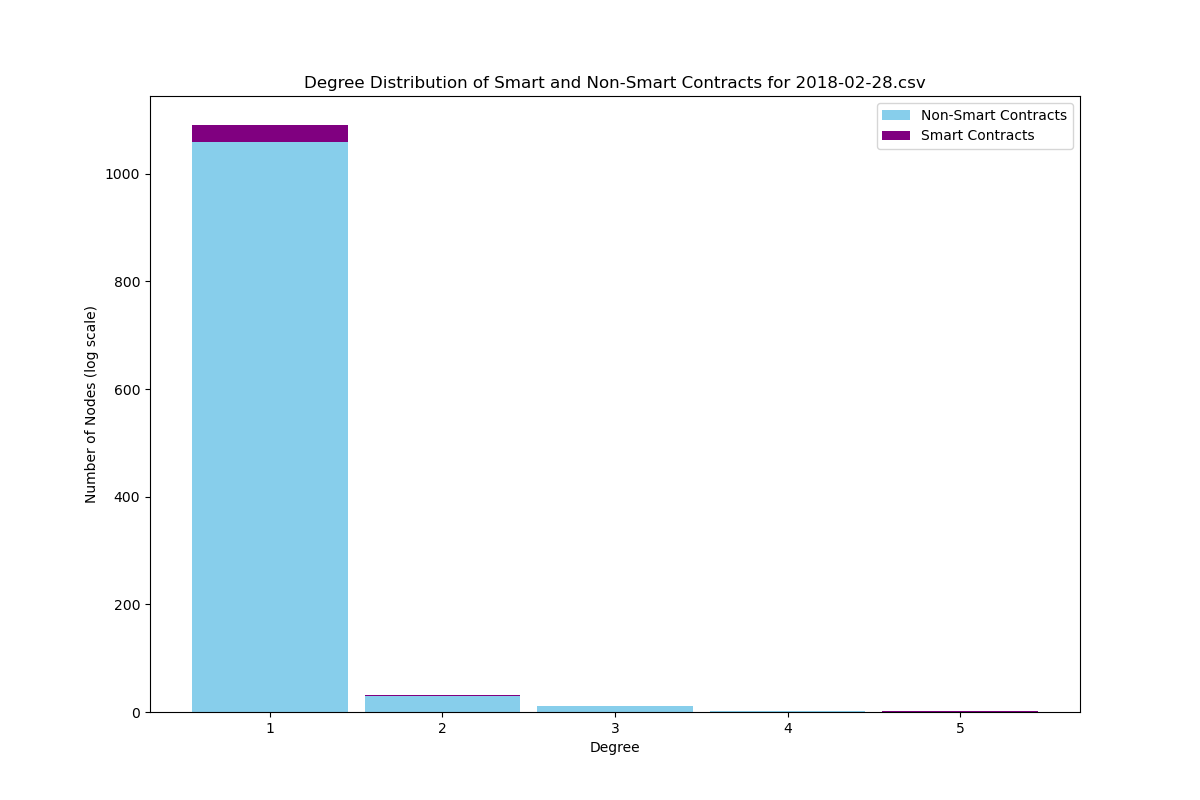 Degree Distribution of Smart and Non-Smart Contracts for 2018-02-28.csv
Non-Smart Contracts
Smart Contracts
Number of Nodes (log scale)
1000
800
600
400
200
0
1 2 3 4 5
Degree